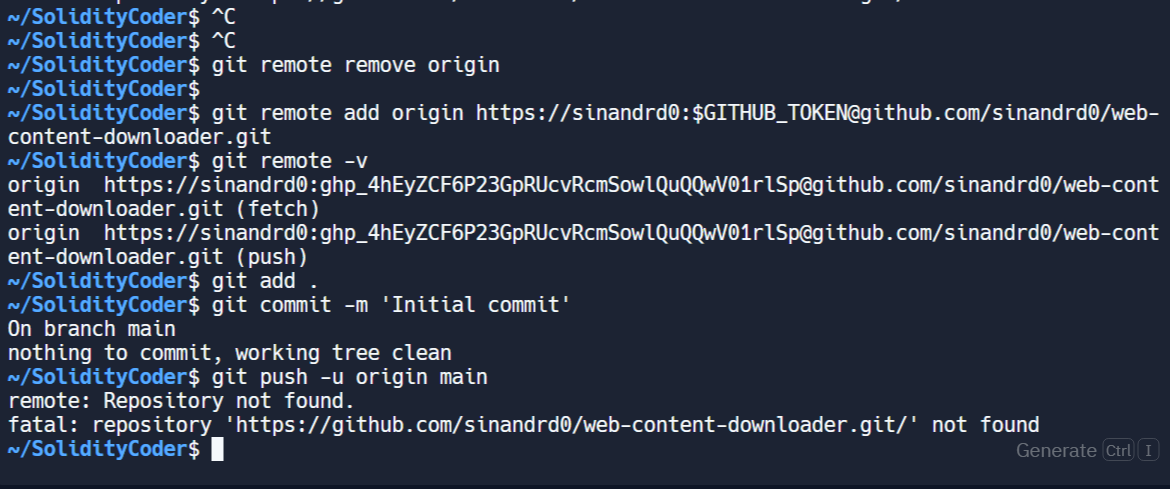 ~/SolidityCoder$ ^C
~/SolidityCoder$ ^C
~/SolidityCoder$ git remote remove origin
~/SolidityCoder$
~/SolidityCoder$ git remote add origin https://sinandrd0:$GITHUB_TOKEN@github.com/sinandrd0/web-
content-downloader.git
~/SolidityCoder$ git remote -v
origin  https://sinandrd0: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@github.com/sinandrd0/web-cont
ent-downloader.git (fetch)
origin  https://sinandrd0: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@github.com/sinandrd0/web-cont
ent-downloader.git (push)
~/SolidityCoder$ git add .
~/SolidityCoder$ git commit -m 'Initial commit'
On branch main
nothing to commit, working tree clean
~/SolidityCoder$ git push -u origin main
remote: Repository not found.
fatal: repository 'https://github.com/sinandrd0/web-content-downloader.git/' not found
~/SolidityCoder$
Generate Ctrl I